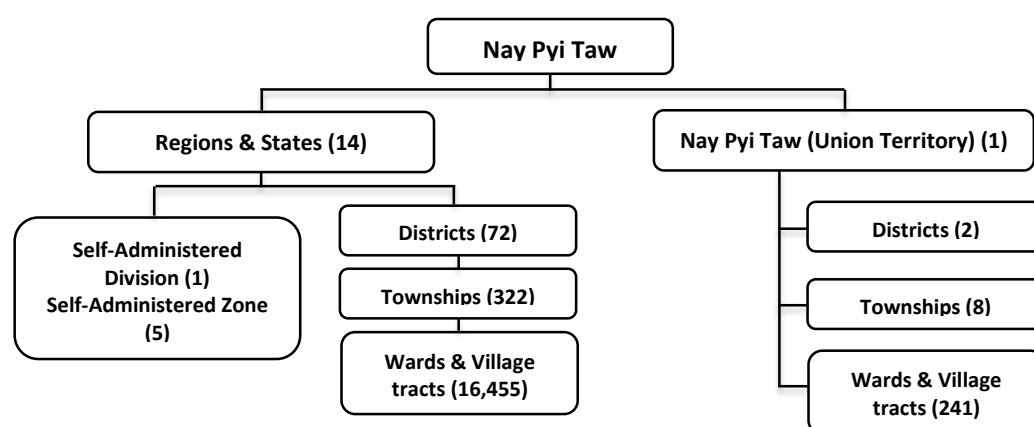 Nay Pyi Taw
Regions & States (14)
Nay Pyi Taw (Union Territory) (1)
Self-Administered
Division (1)
Self-Administered Zone
(5)
Districts (72)
Townships (322)
Wards & Village
tracts (16,455)
Districts (2)
Townships (8)
Wards & Village
tracts (241)